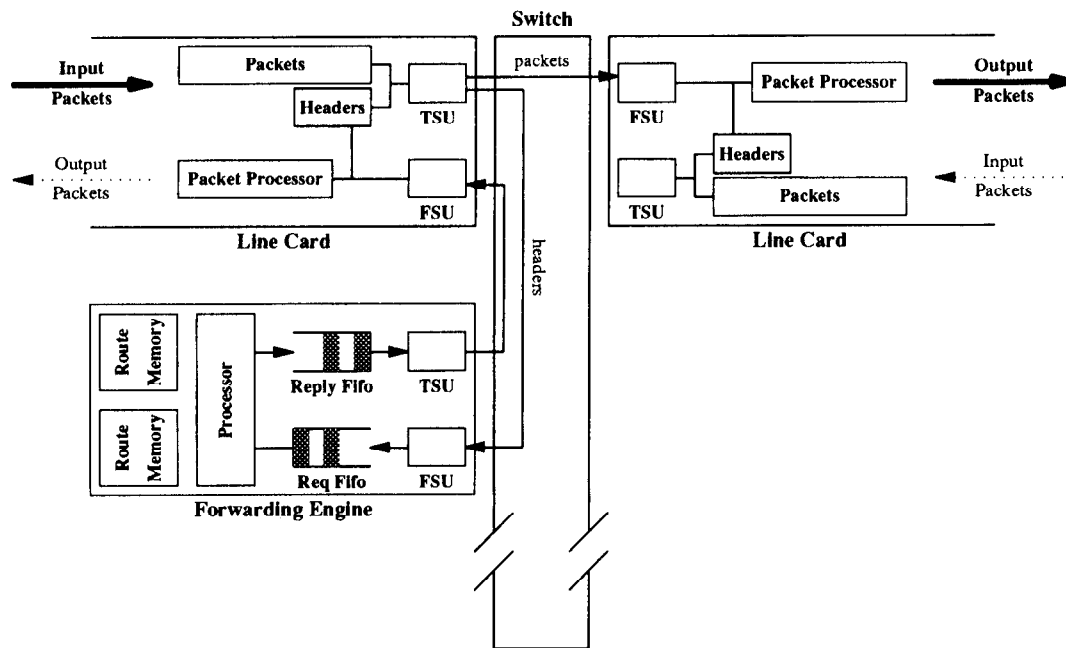 Switch
Input
Packets
Packets
Headers
TSU
packets
FSU
Packet Processor
Output
Packets
Output
Packets
Packet Processor
FSU
Headers
TSU
Packets
Input
Packets
Line Card
Line Card
headers
Route
Memory
Processor
Reply Fifo
TSU
Route
Memory
Req Fifo
FSU
Forwarding Engine